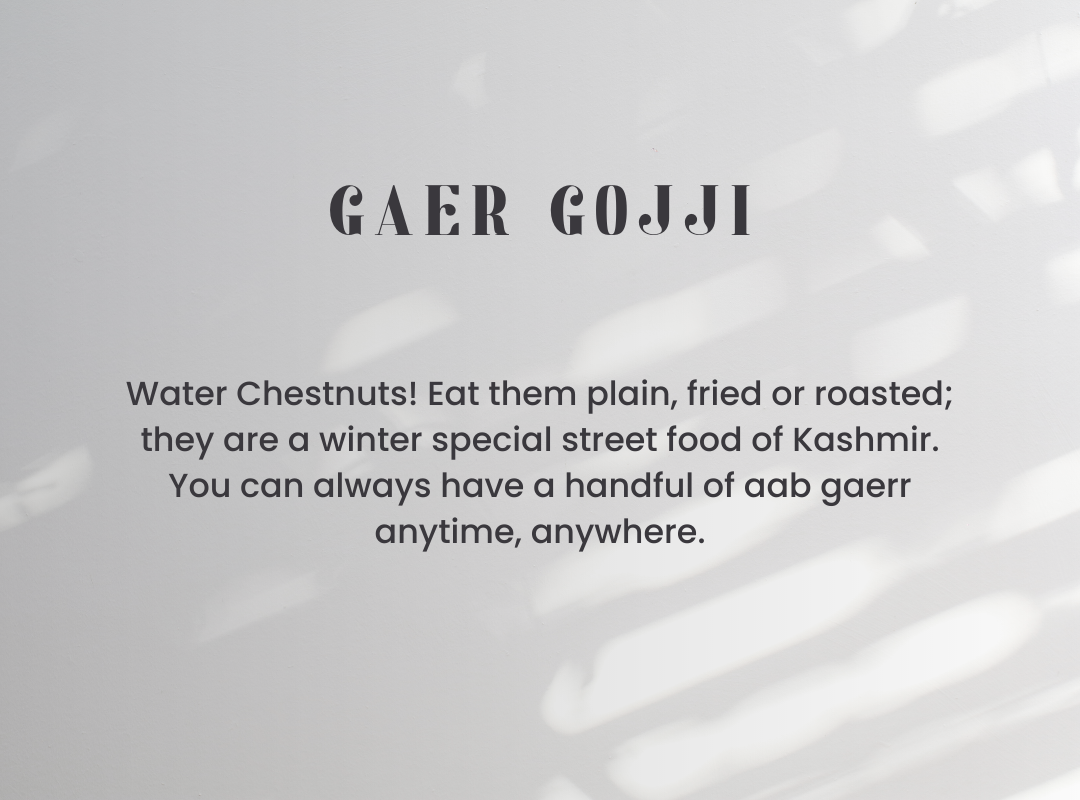 GAER GOJJI
Water Chestnuts! Eat them plain, fried or roasted;
they are a winter special street food of Kashmir.
You can always have a handful of aab gaerr
anytime, anywhere.